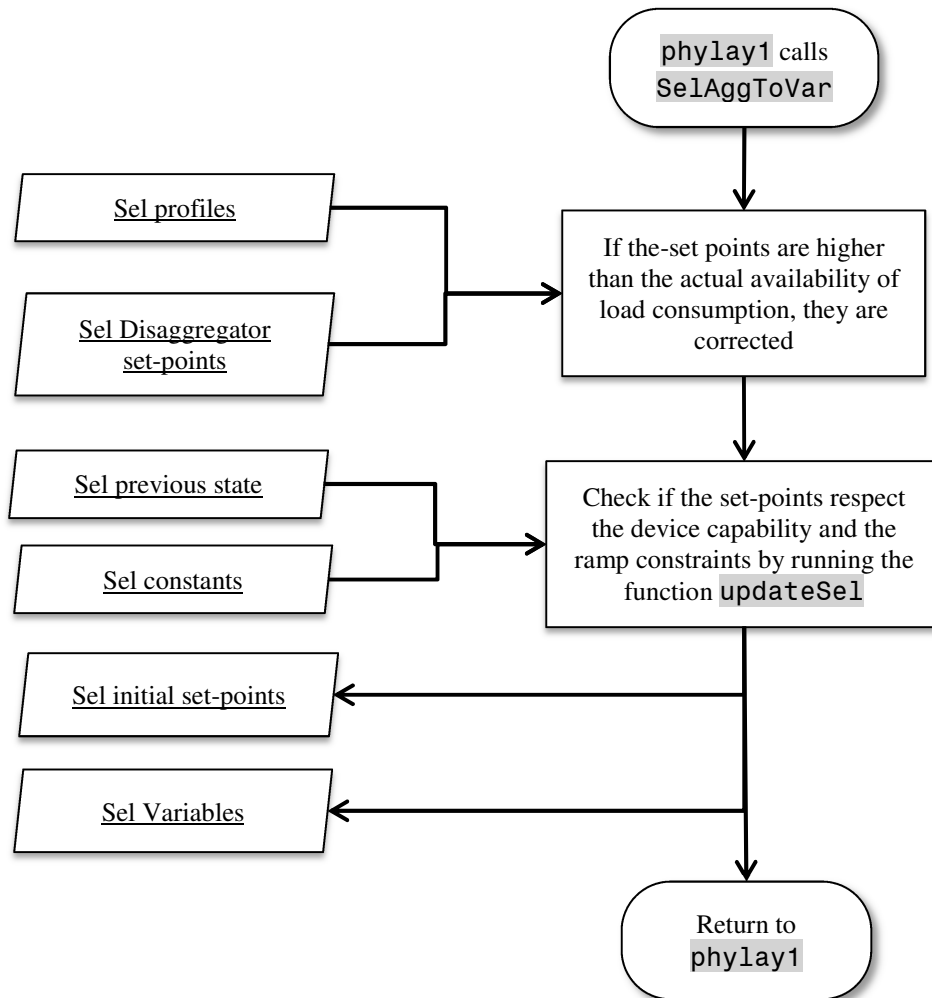 phylay1 calls
SelAggToVar
Sel profiles
If the-set points are higher
than the actual availability of
load consumption, they are
corrected
Sel Disaggregator
set-points
Sel previous state
Check if the set-points respect
the device capability and the
ramp constraints by running the
function updateSel
Sel constants
Sel initial set-points
Sel Variables
Return to
phylay1